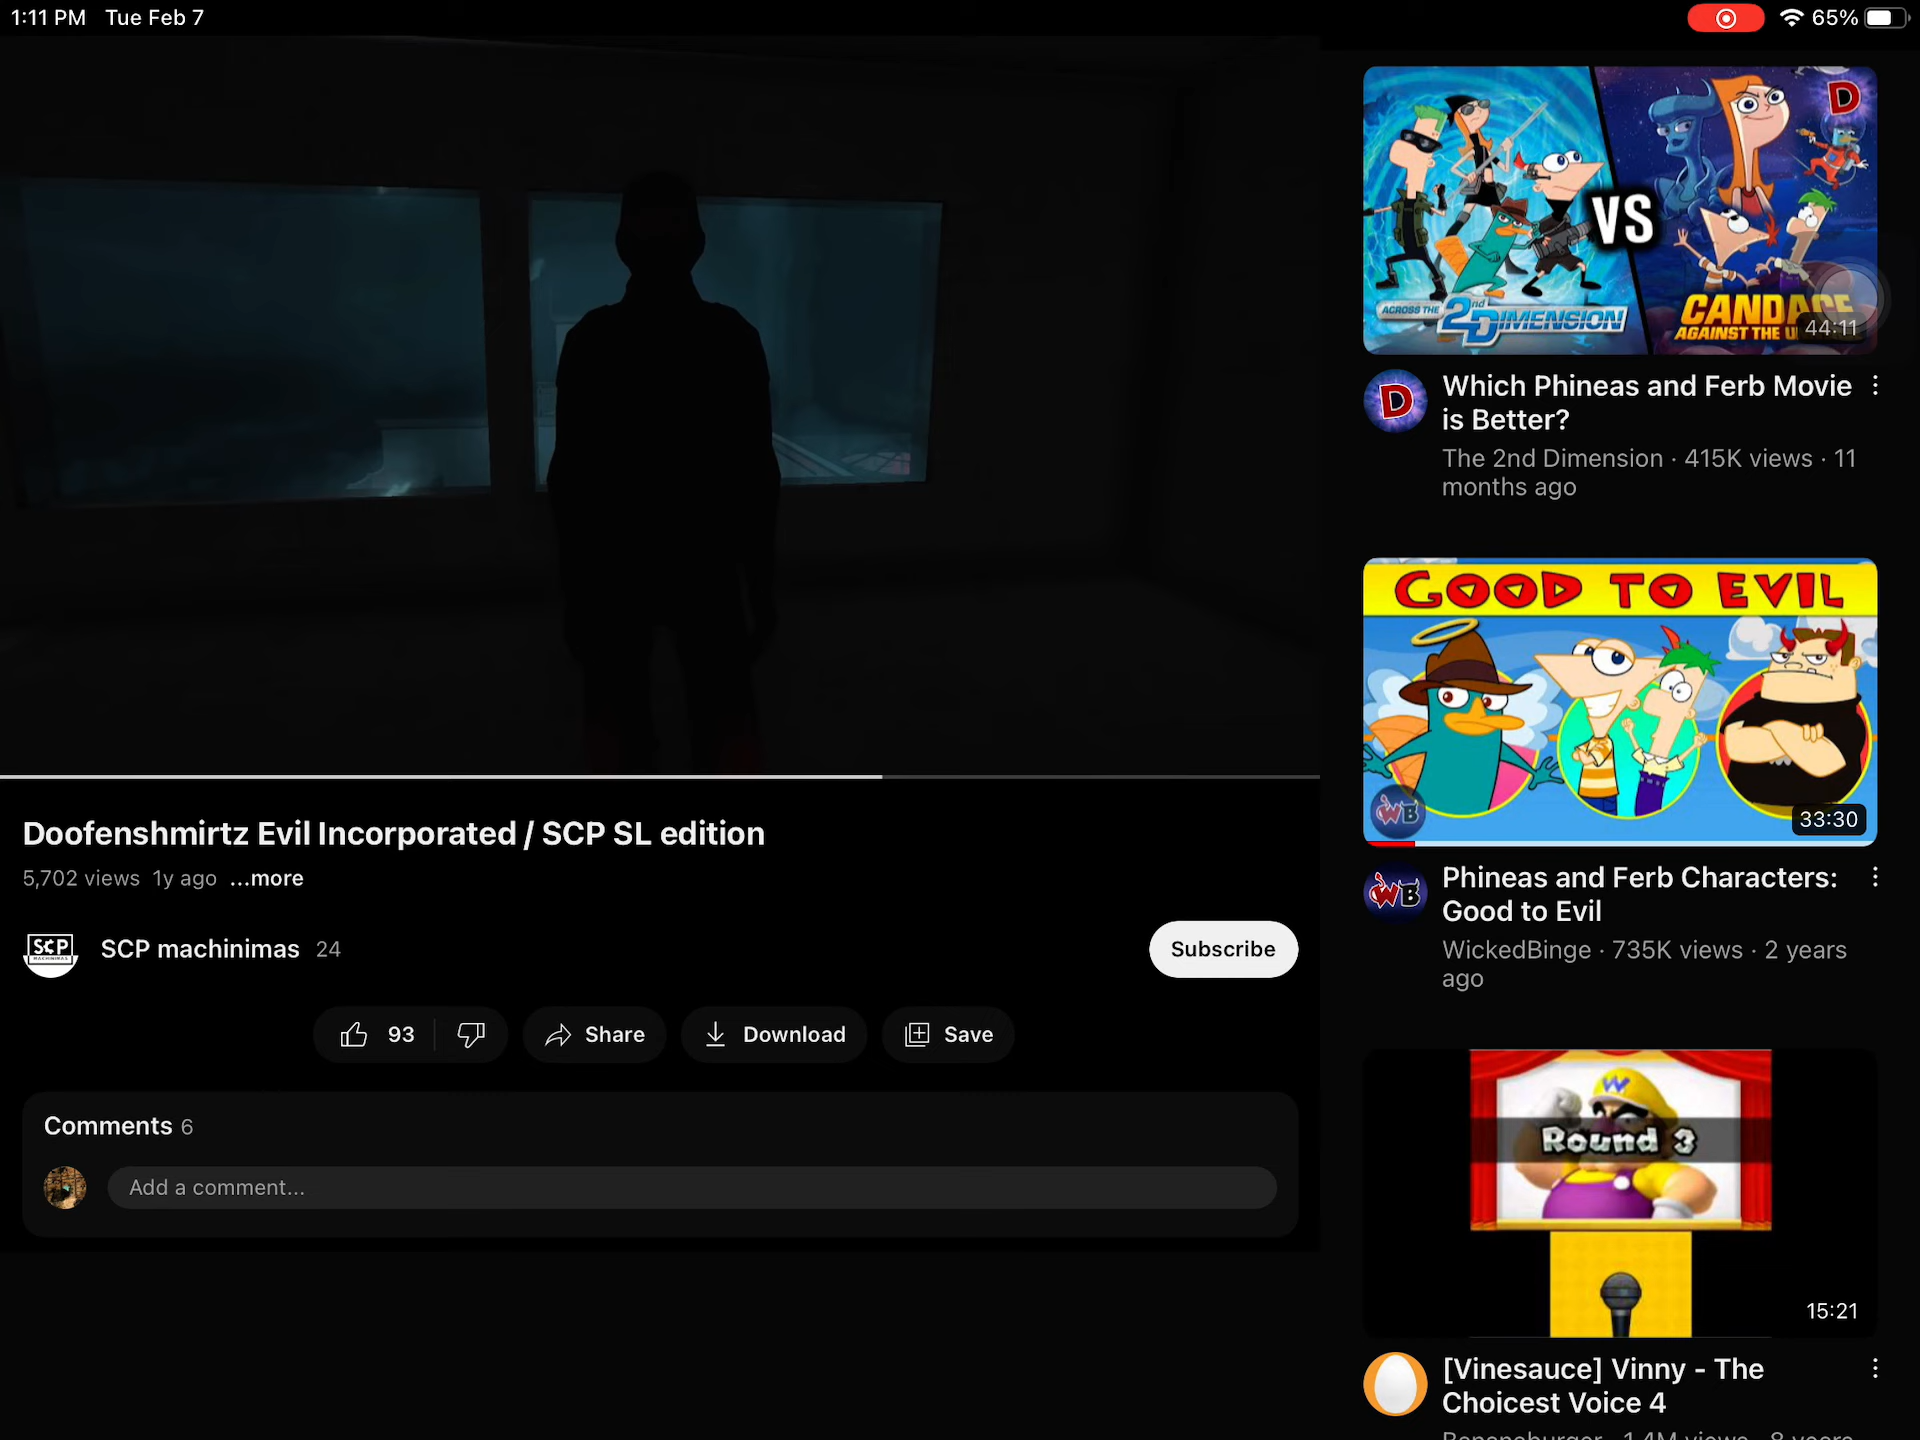 1:11 PM Tue Feb 7
65%
D
VS
ACROSS THE
2nd DIMENSION
CANDACE
AGAINST THE U
44:11
D
Which Phineas and Ferb Movie
is Better?
The 2nd Dimension · 415K views · 11
months ago
GOOD TO EVIL
WB
33:30
WB
Phineas and Ferb Characters:
Good to Evil
WickedBinge · 735K views · 2 years
ago
W
Round 3
15:21
[Vinesauce] Vinny - The
Choicest Voice 4
Doofenshmirtz Evil Incorporated / SCP SL edition
5,702 views 1y ago ...more
SCP
MACHINIMAS
SCP machinimas 24
Subscribe
93
Share
Download
Save
Comments 6
Add a comment...